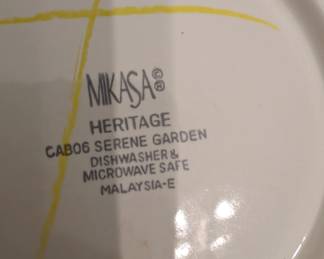 MIKASA©®
HERITAGE
CAB06 SERENE GARDEN
DISHWASHER &
MICROWAVE SAFE
MALAYSIA-E